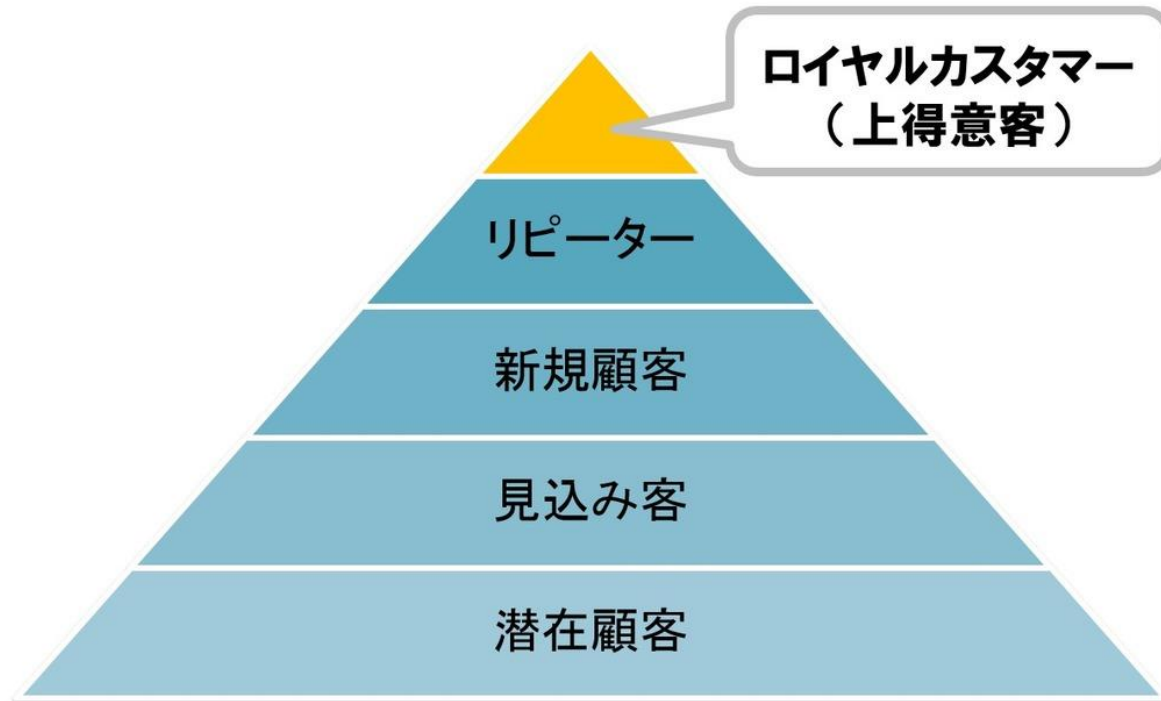 ロイヤルカスタマー
（上得意客）
リピーター
新規顧客
見込み客
潜在顧客